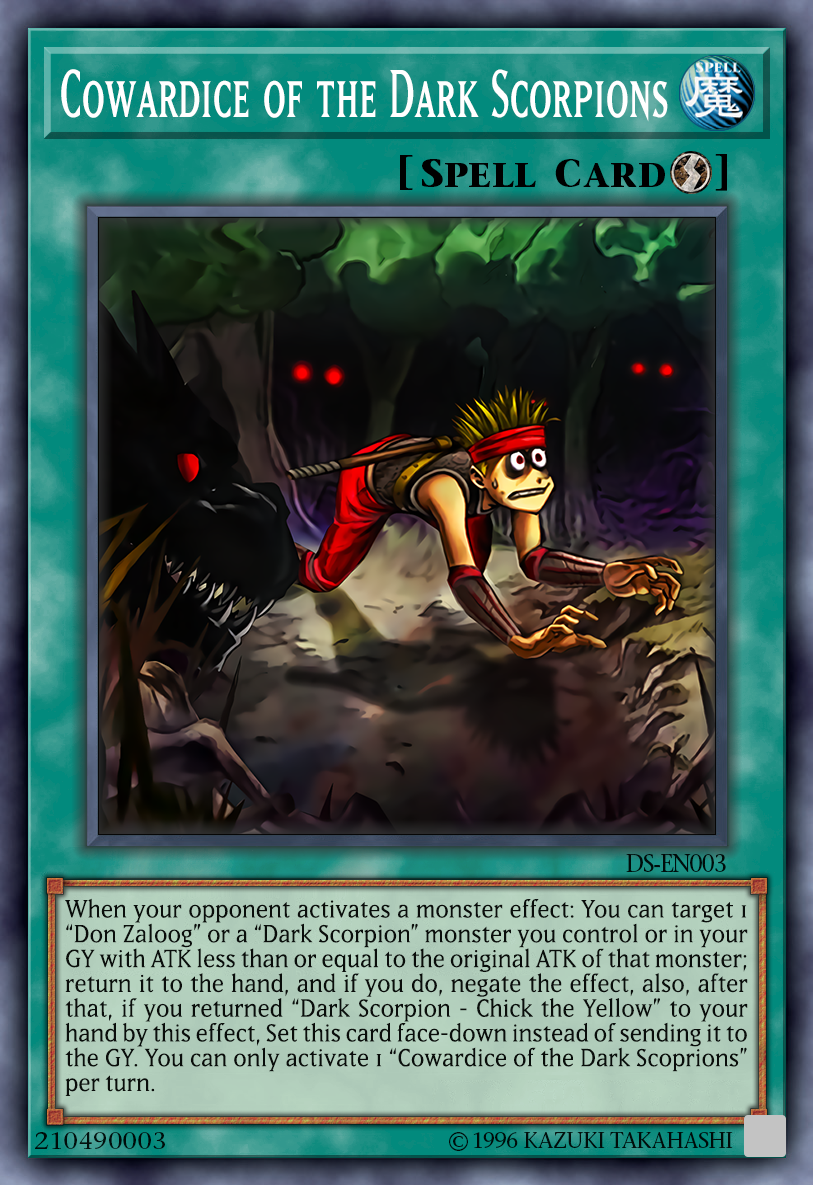 Cowardice of the Dark Scorpions
SPELL
魔
[Spell Card]
DS-EN003
When your opponent activates a monster effect: You can target 1
“Don Zaloog” or a “Dark Scorpion” monster you control or in your
GY with ATK less than or equal to the original ATK of that monster;
return it to the hand, and if you do, negate the effect, also, after
that, if you returned “Dark Scorpion - Chick the Yellow” to your
hand by this effect, Set this card face-down instead of sending it to
the GY. You can only activate 1 “Cowardice of the Dark Scoprions”
per turn.
210490003
© 1996 KAZUKI TAKAHASHI